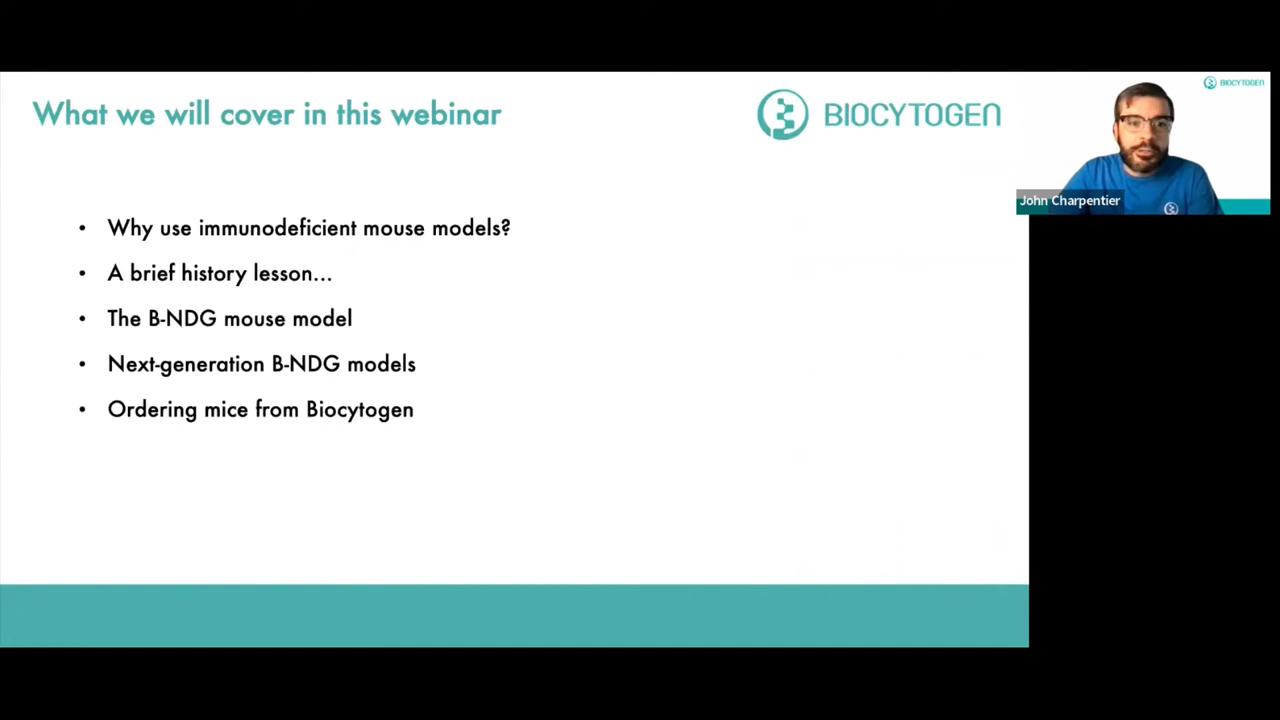 What we will cover in this webinar
BIOCYTOGEN
BIOCYTOGEN
John Charpentier
• Why use immunodeficient mouse models?
• A brief history lesson...
• The B-NDG mouse model
• Next-generation B-NDG models
• Ordering mice from Biocytogen